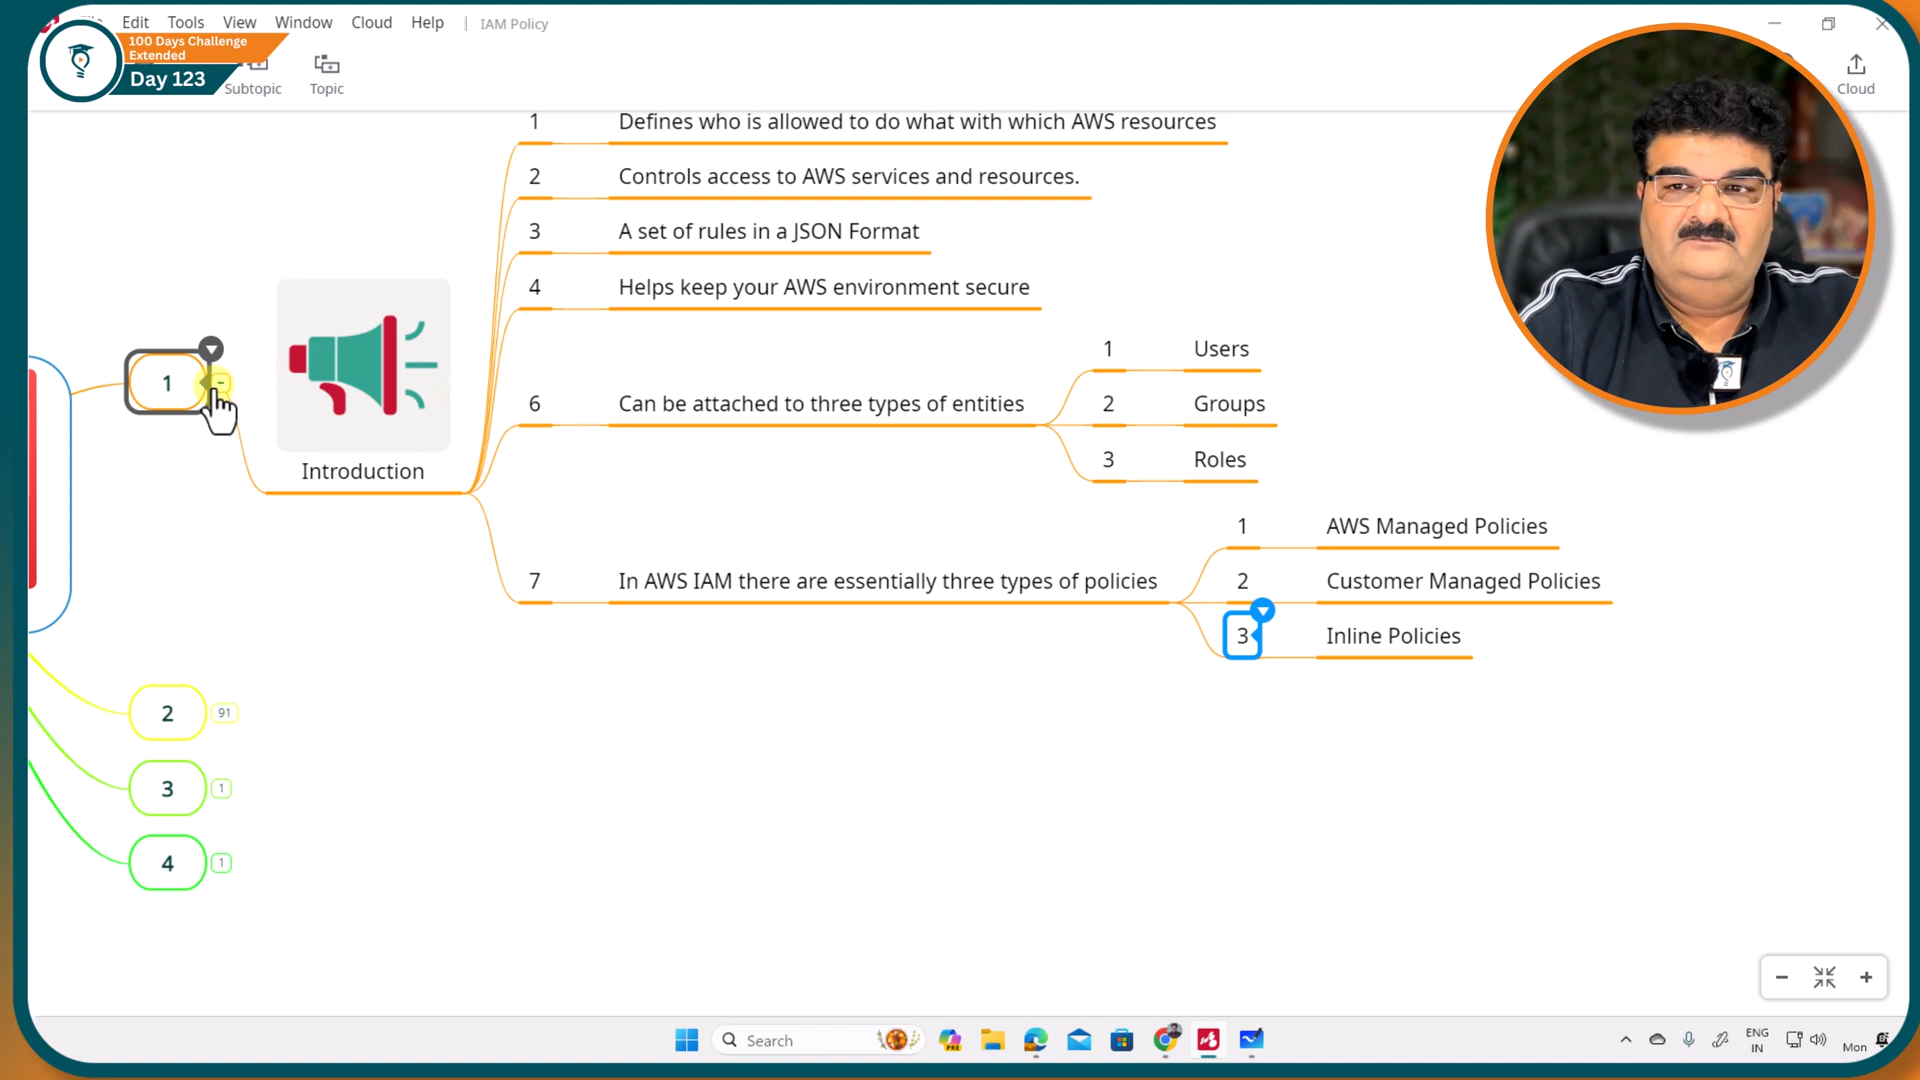 Edit Tools View Window Cloud Help IAM Policy
100 Days Challenge
Extended
Day 123
Subtopic
Topic
Cloud
1 Defines who is allowed to do what with which AWS resources
2 Controls access to AWS services and resources.
3 A set of rules in a JSON Format
4 Helps keep your AWS environment secure
1
Introduction
6 Can be attached to three types of entities
1 Users
2 Groups
3 Roles
7 In AWS IAM there are essentially three types of policies
1 AWS Managed Policies
2 Customer Managed Policies
3 Inline Policies
2 91
3 1
4 1
Search
PRE
ENG
IN
Mon